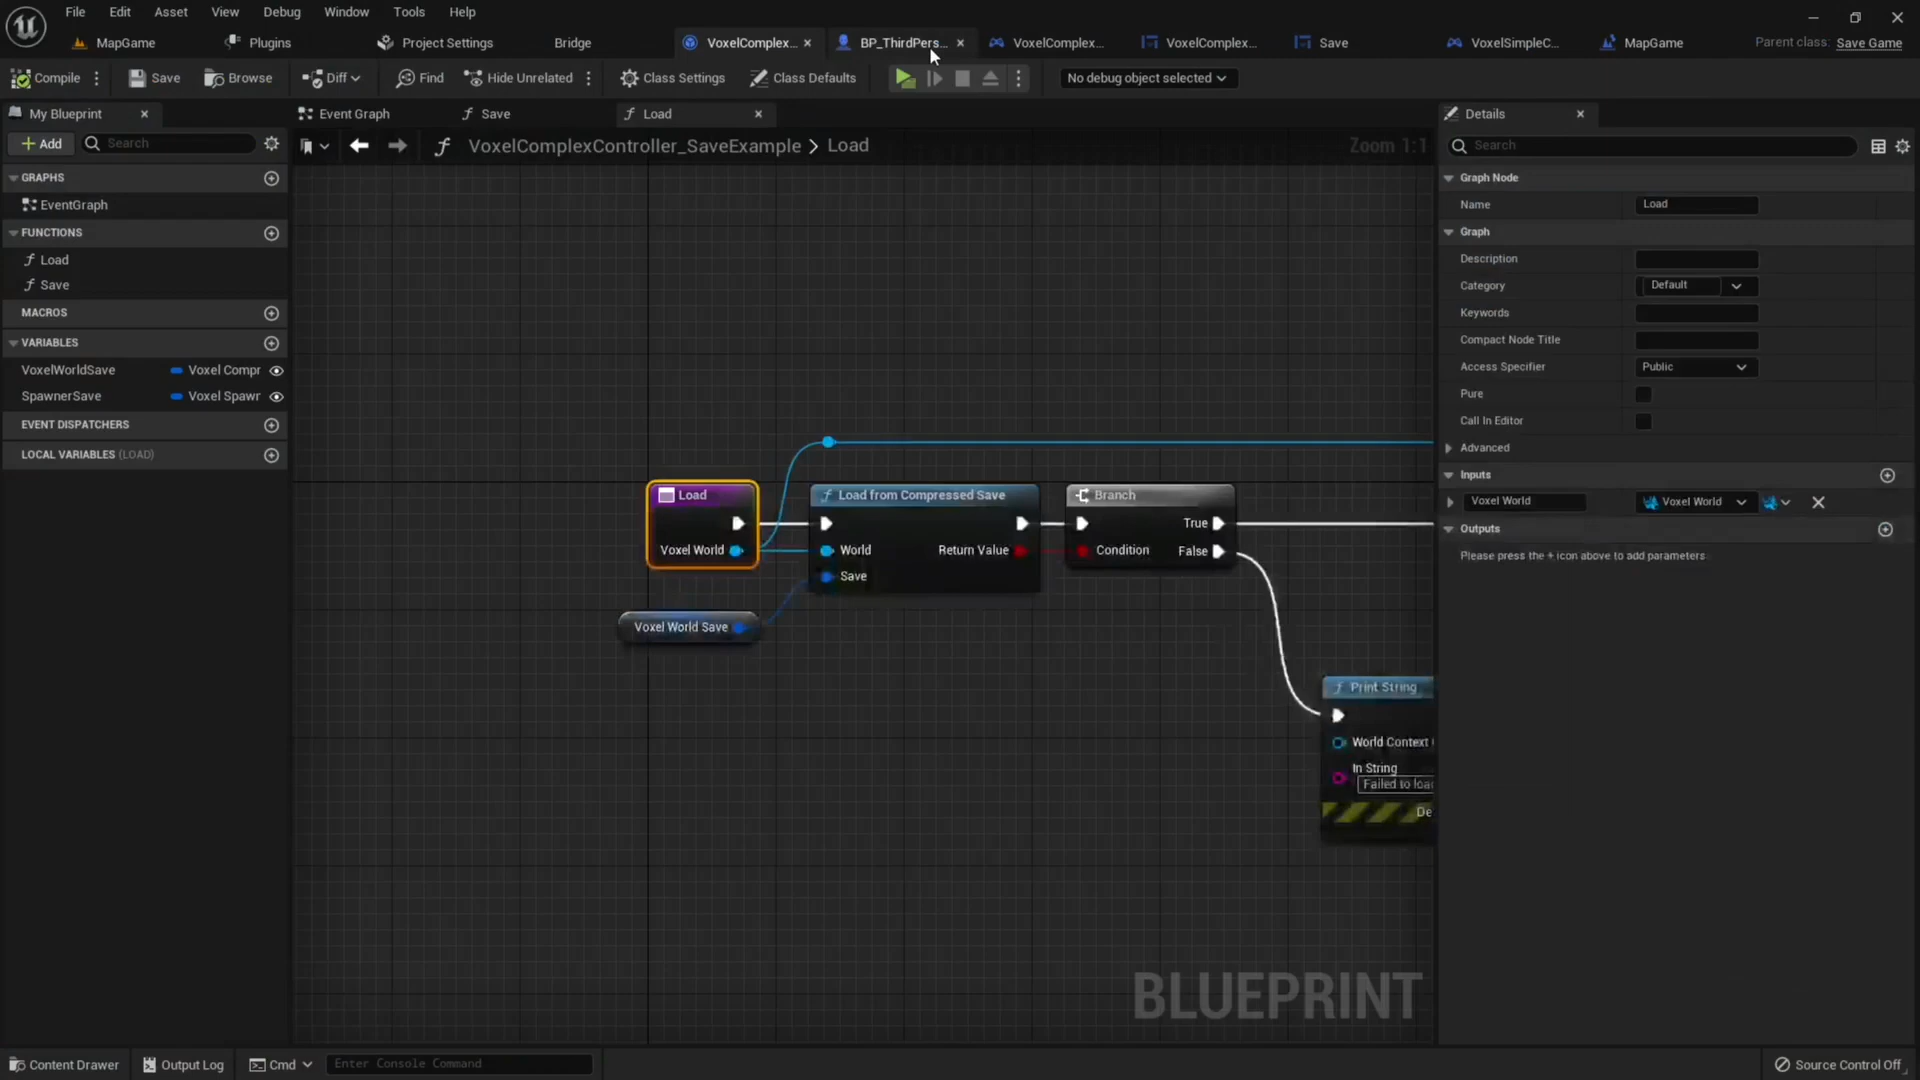 File Edit Asset View Debug Window Tools Help
MapGame Plugins Project Settings Bridge VoxelComplex... BP_ThirdPers... VoxelComplex... VoxelComplex... Save VoxelSimpleC... MapGame Parent class: Save Game
Compile Save Browse Diff Find Hide Unrelated Class Settings Class Defaults No debug object selected
My Blueprint Event Graph Save Load Details
Add Search VoxelComplexController_SaveExample > Load Zoom 1:1 Search
GRAPHS
EventGraph
FUNCTIONS
Load
Save
MACROS
VARIABLES
VoxelWorldSave Voxel Compr
SpawnerSave Voxel Spawr
EVENT DISPATCHERS
LOCAL VARIABLES (LOAD)
Load
Voxel World
Voxel World Save
Load from Compressed Save
World Return Value
Save
Branch
True
Condition False
Print String
World Context
In String
Failed to loa
De
BLUEPRINT
Graph Node
Name Load
Graph
Description
Category Default
Keywords
Compact Node Title
Access Specifier Public
Pure
Call In Editor
Advanced
Inputs
Voxel World Voxel World
Outputs
Please press the + icon above to add parameters
Content Drawer Output Log Cmd Enter Console Command Source Control Off